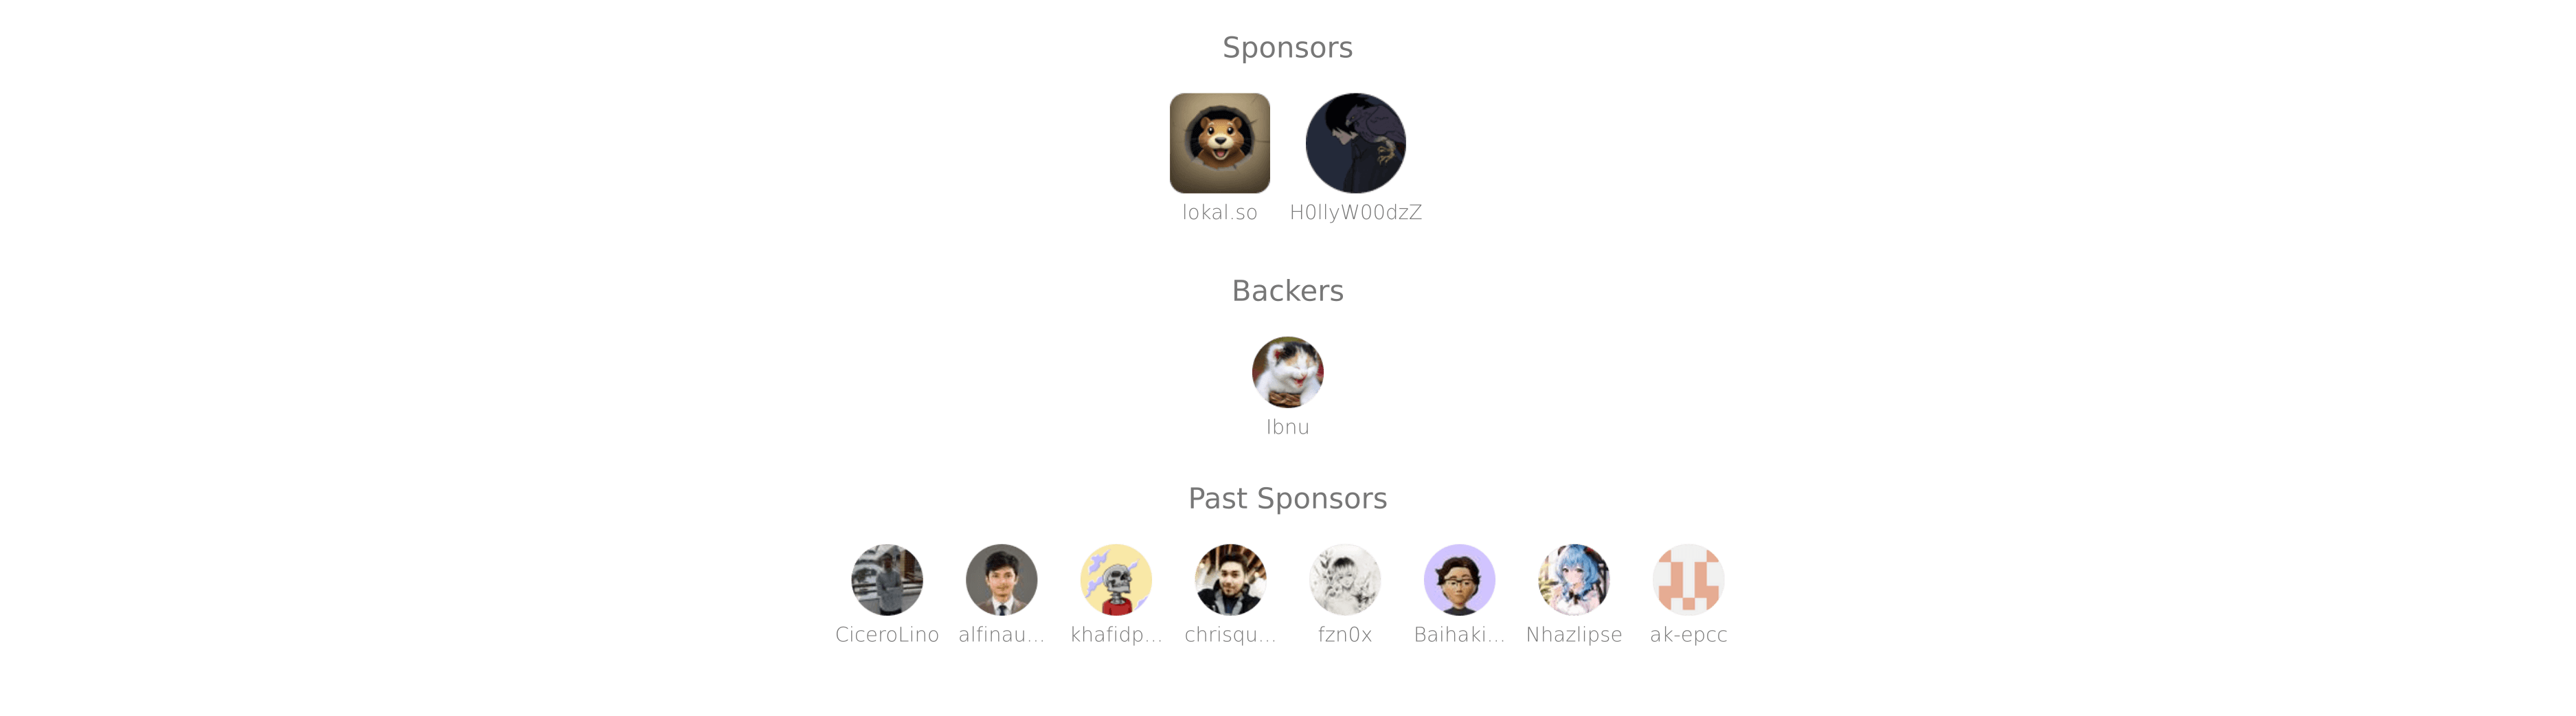 Sponsors
lokal.so
H0llyW00dzZ
Backers
Ibnu
Past Sponsors
CiceroLino
alfinau...
khafidp...
chrisqu...
fzn0x
Baihaki...
Nhazlipse
ak-epcc